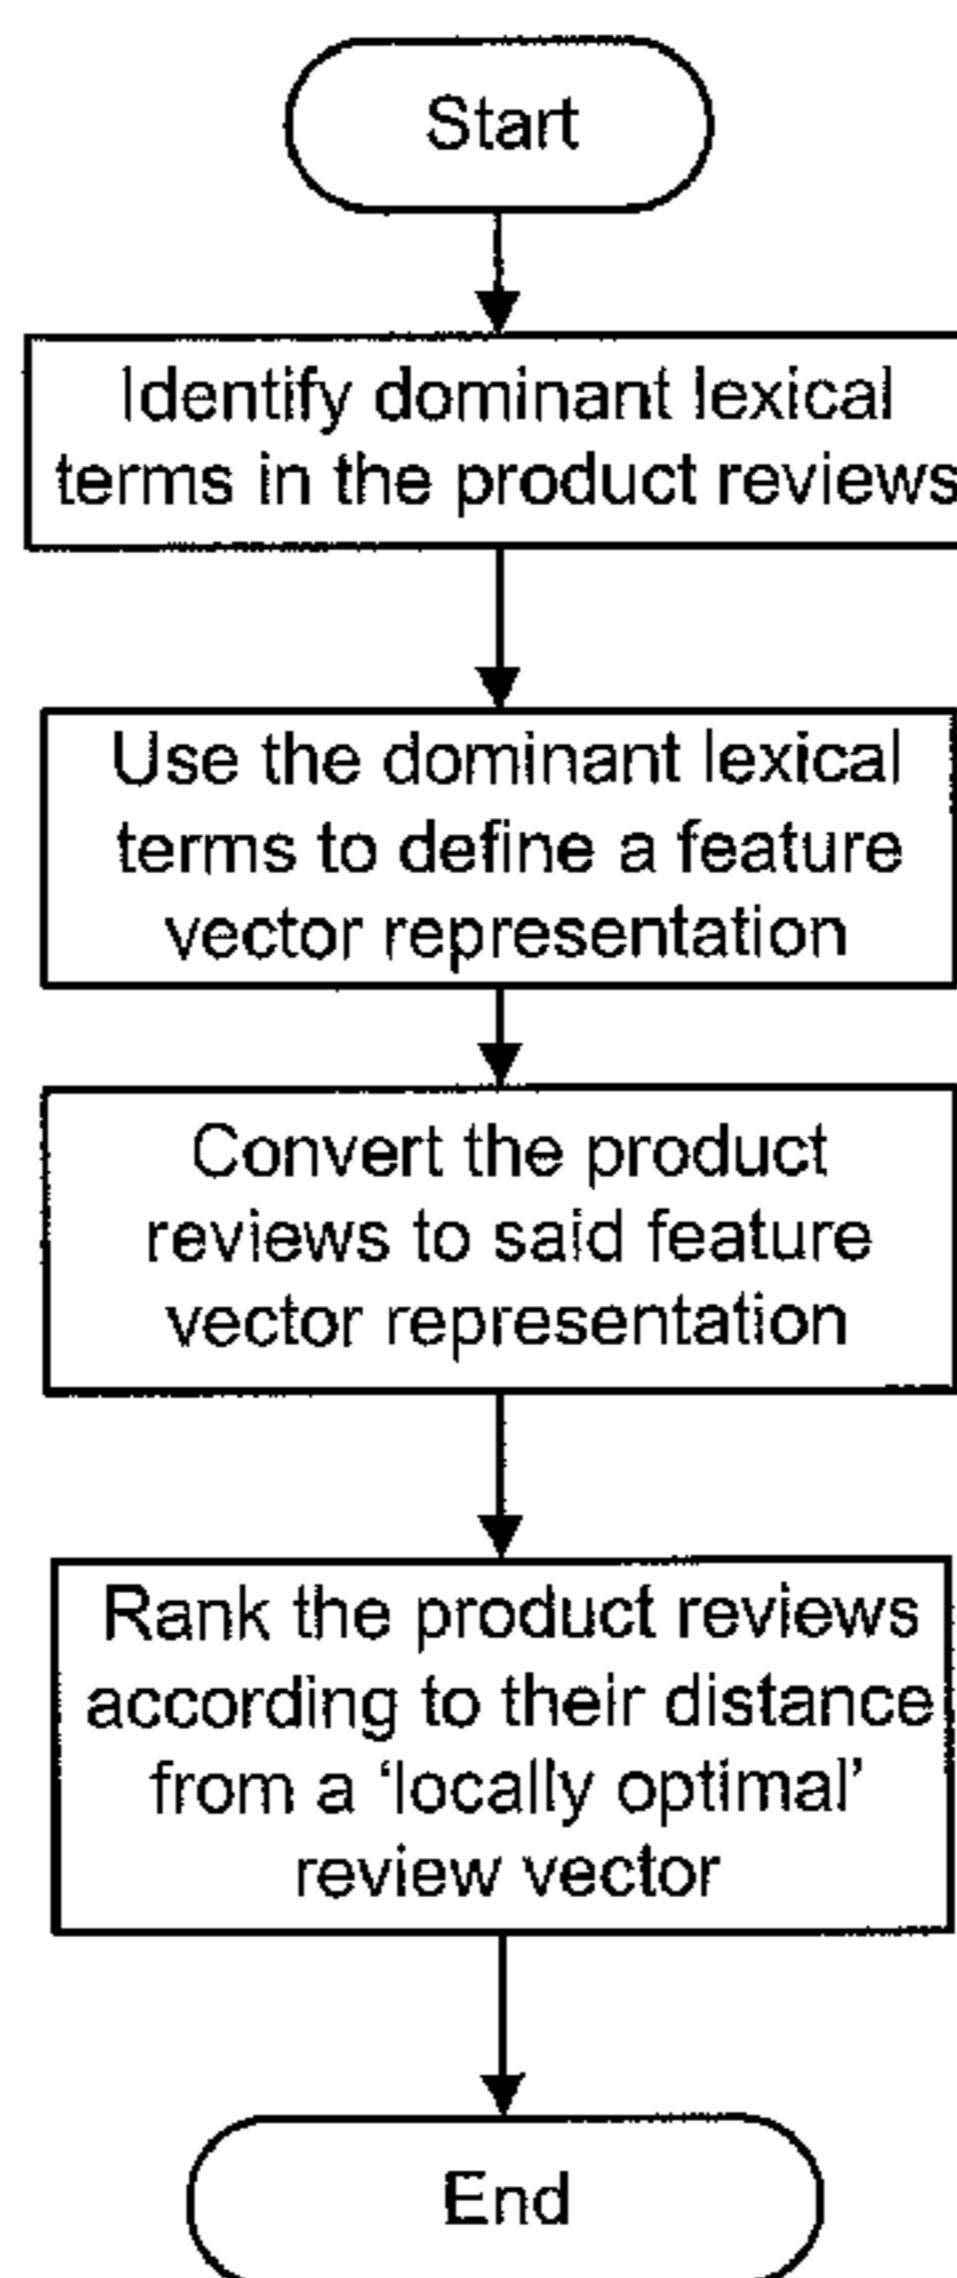 Start
Identify dominant lexical
terms in the product reviews
Use the dominant lexical
terms to define a feature
vector representation
Convert the product
reviews to said feature
vector representation
Rank the product reviews
according to their distance
from a ‘locally optimal’
review vector
End